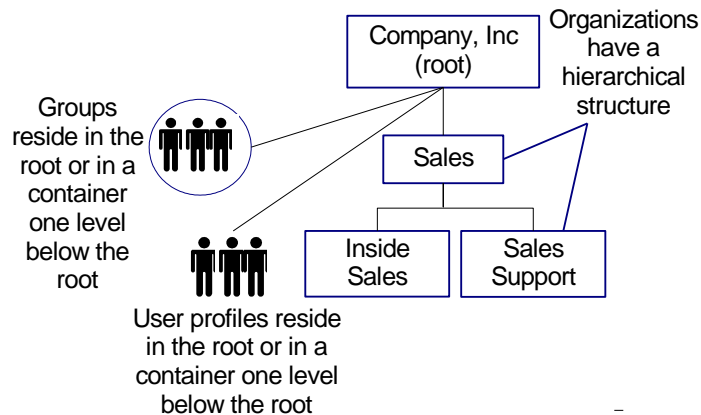 Company, Inc
(root)
Organizations
have a
hierarchical
structure
Groups
reside in the
root or in a
container
one level
below the
root
Sales
Inside
Sales
Sales
Support
User profiles reside
in the root or in a
container one level
below the root